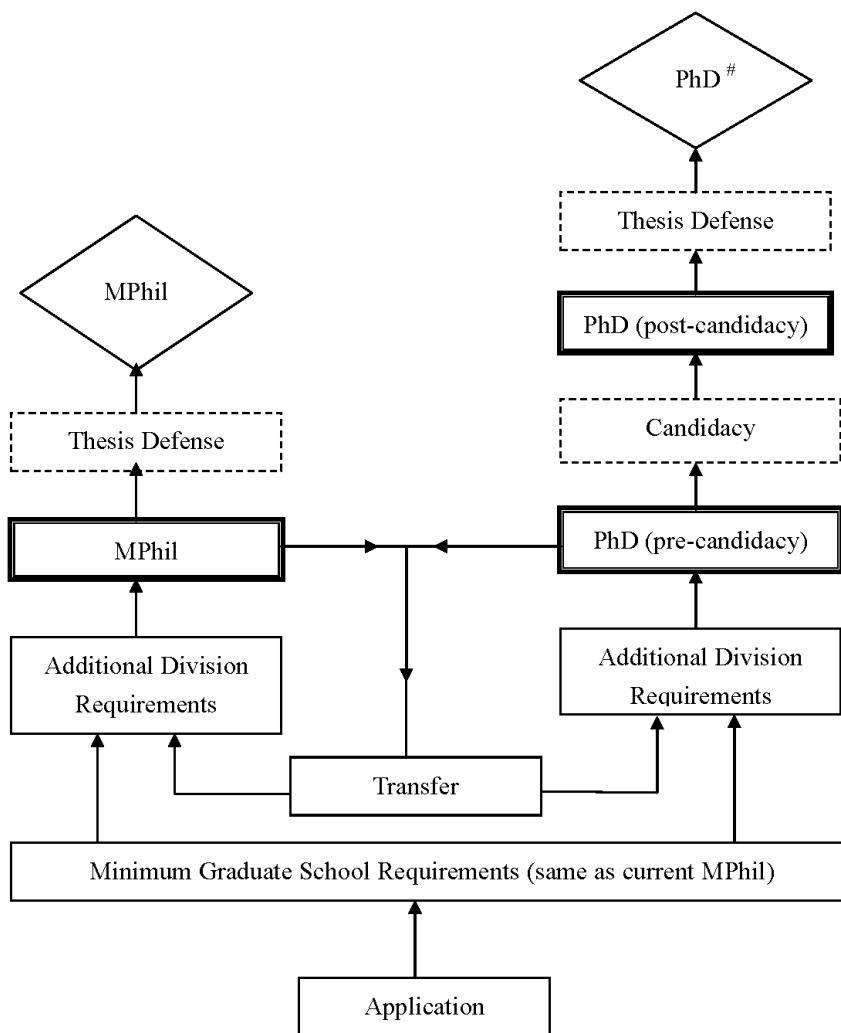 PhD #
Thesis Defense
MPhil
PhD (post-candidacy)
Thesis Defense
Candidacy
MPhil
PhD (pre-candidacy)
Additional Division
Requirements
Additional Division
Requirements
Transfer
Minimum Graduate School Requirements (same as current MPhil)
Application